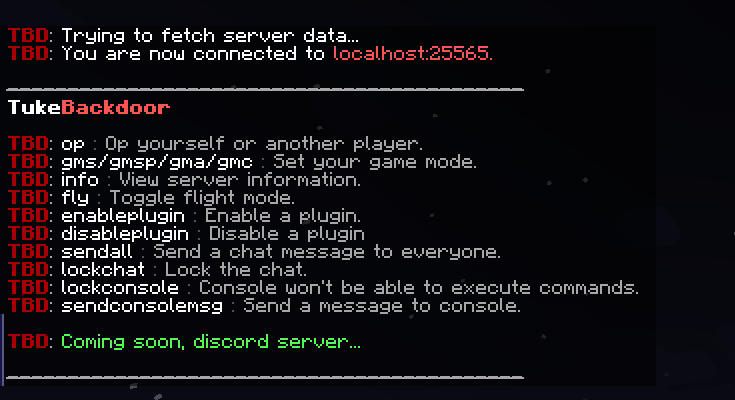 TBD: Trying to fetch server data...
TBD: You are now connected to localhost:25565.
TukeBackdoor
TBD: op : Op yourself or another player.
TBD: gms/gmsp/gma/gmc : Set your game mode.
TBD: info : View server information.
TBD: fly : Toggle flight mode.
TBD: enableplugin : Enable a plugin.
TBD: disableplugin : Disable a plugin
TBD: sendall : Send a chat message to everyone.
TBD: lockchat : Lock the chat.
TBD: lockconsole : Console won't be able to execute commands.
TBD: sendconsolemsg : Send a message to console.
TBD: Coming soon, discord server...